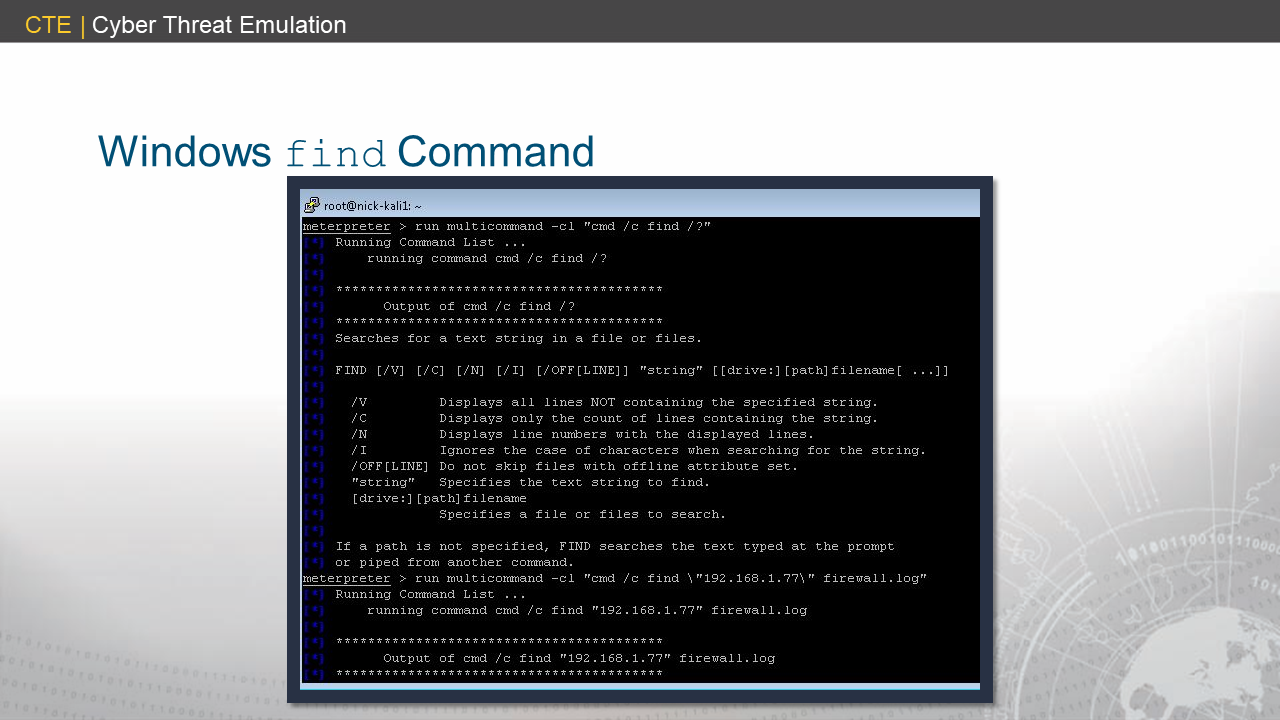 CTE | Cyber Threat Emulation
Windows find Command
root@nick-kali1: ~
meterpreter > run multicommand -cl "cmd /c find /?"
[*] Running Command List ...
[*]     running command cmd /c find /?
[*]
[*] *****************************************
[*]       Output of cmd /c find /?
[*] *****************************************
[*] Searches for a text string in a file or files.
[*]
[*] FIND [/V] [/C] [/N] [/I] [/OFF[LINE]] "string" [[drive:][path]filename[ ...]]
[*]
[*]   /V         Displays all lines NOT containing the specified string.
[*]   /C         Displays only the count of lines containing the string.
[*]   /N         Displays line numbers with the displayed lines.
[*]   /I         Ignores the case of characters when searching for the string.
[*]   /OFF[LINE] Do not skip files with offline attribute set.
[*]   "string"   Specifies the text string to find.
[*]   [drive:][path]filename
[*]              Specifies a file or files to search.
[*]
[*] If a path is not specified, FIND searches the text typed at the prompt
[*] or piped from another command.
meterpreter > run multicommand -cl "cmd /c find \"192.168.1.77\" firewall.log"
[*] Running Command List ...
[*]     running command cmd /c find "192.168.1.77" firewall.log
[*]
[*] *****************************************
[*]       Output of cmd /c find "192.168.1.77" firewall.log
[*] *****************************************